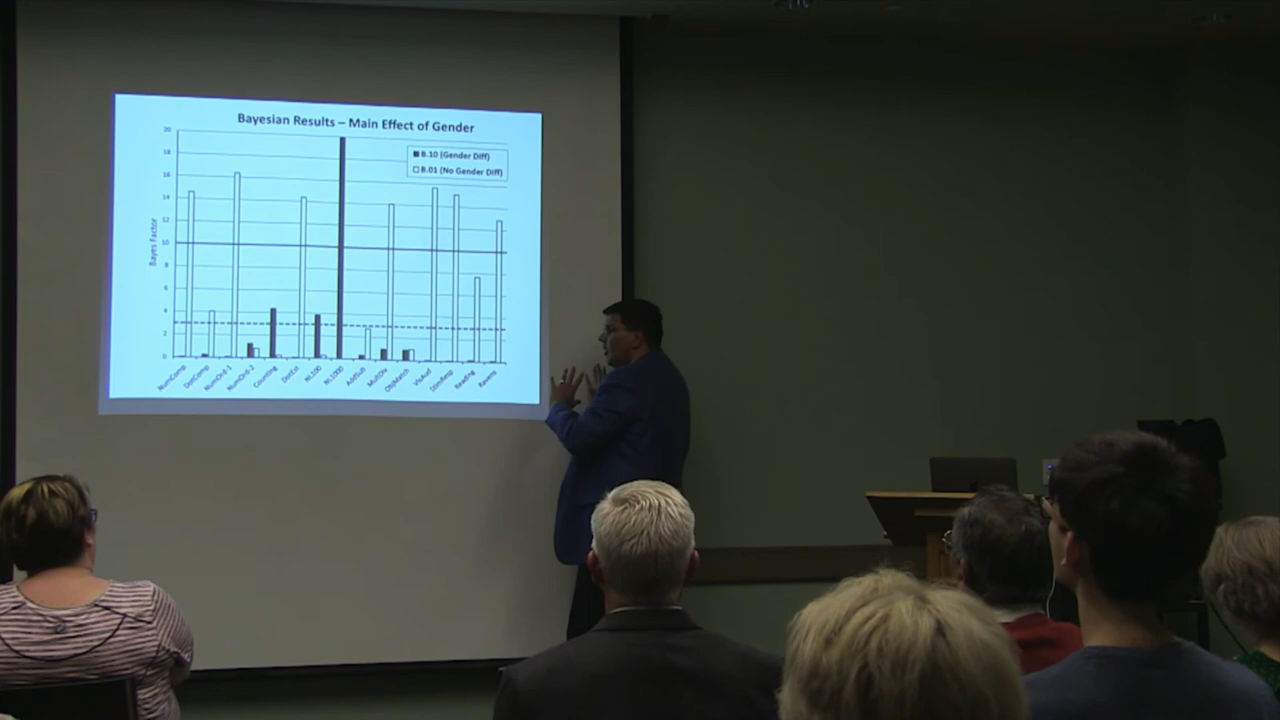 Bayesian Results – Main Effect of Gender
B.10 (Gender Diff)
B.01 (No Gender Diff)
Bayes Factor
20
18
16
14
12
10
8
6
4
2
0
NumComp
DotComp
NumOrd-1
NumOrd-2
Counting
DotEst
NL100
NL1000
AddSub
MultDiv
ObjMatch
VisAud
StimResp
Reading
Ravens